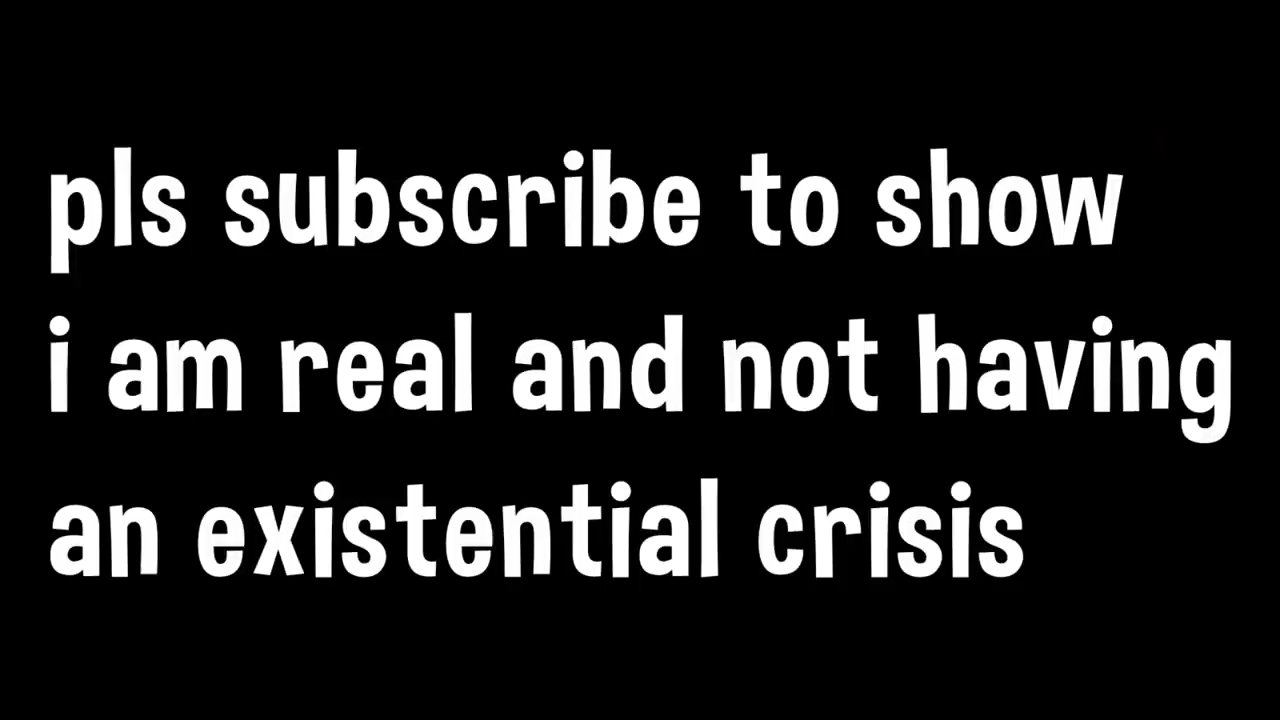 pls subscribe to show
i am real and not having
an existential crisis